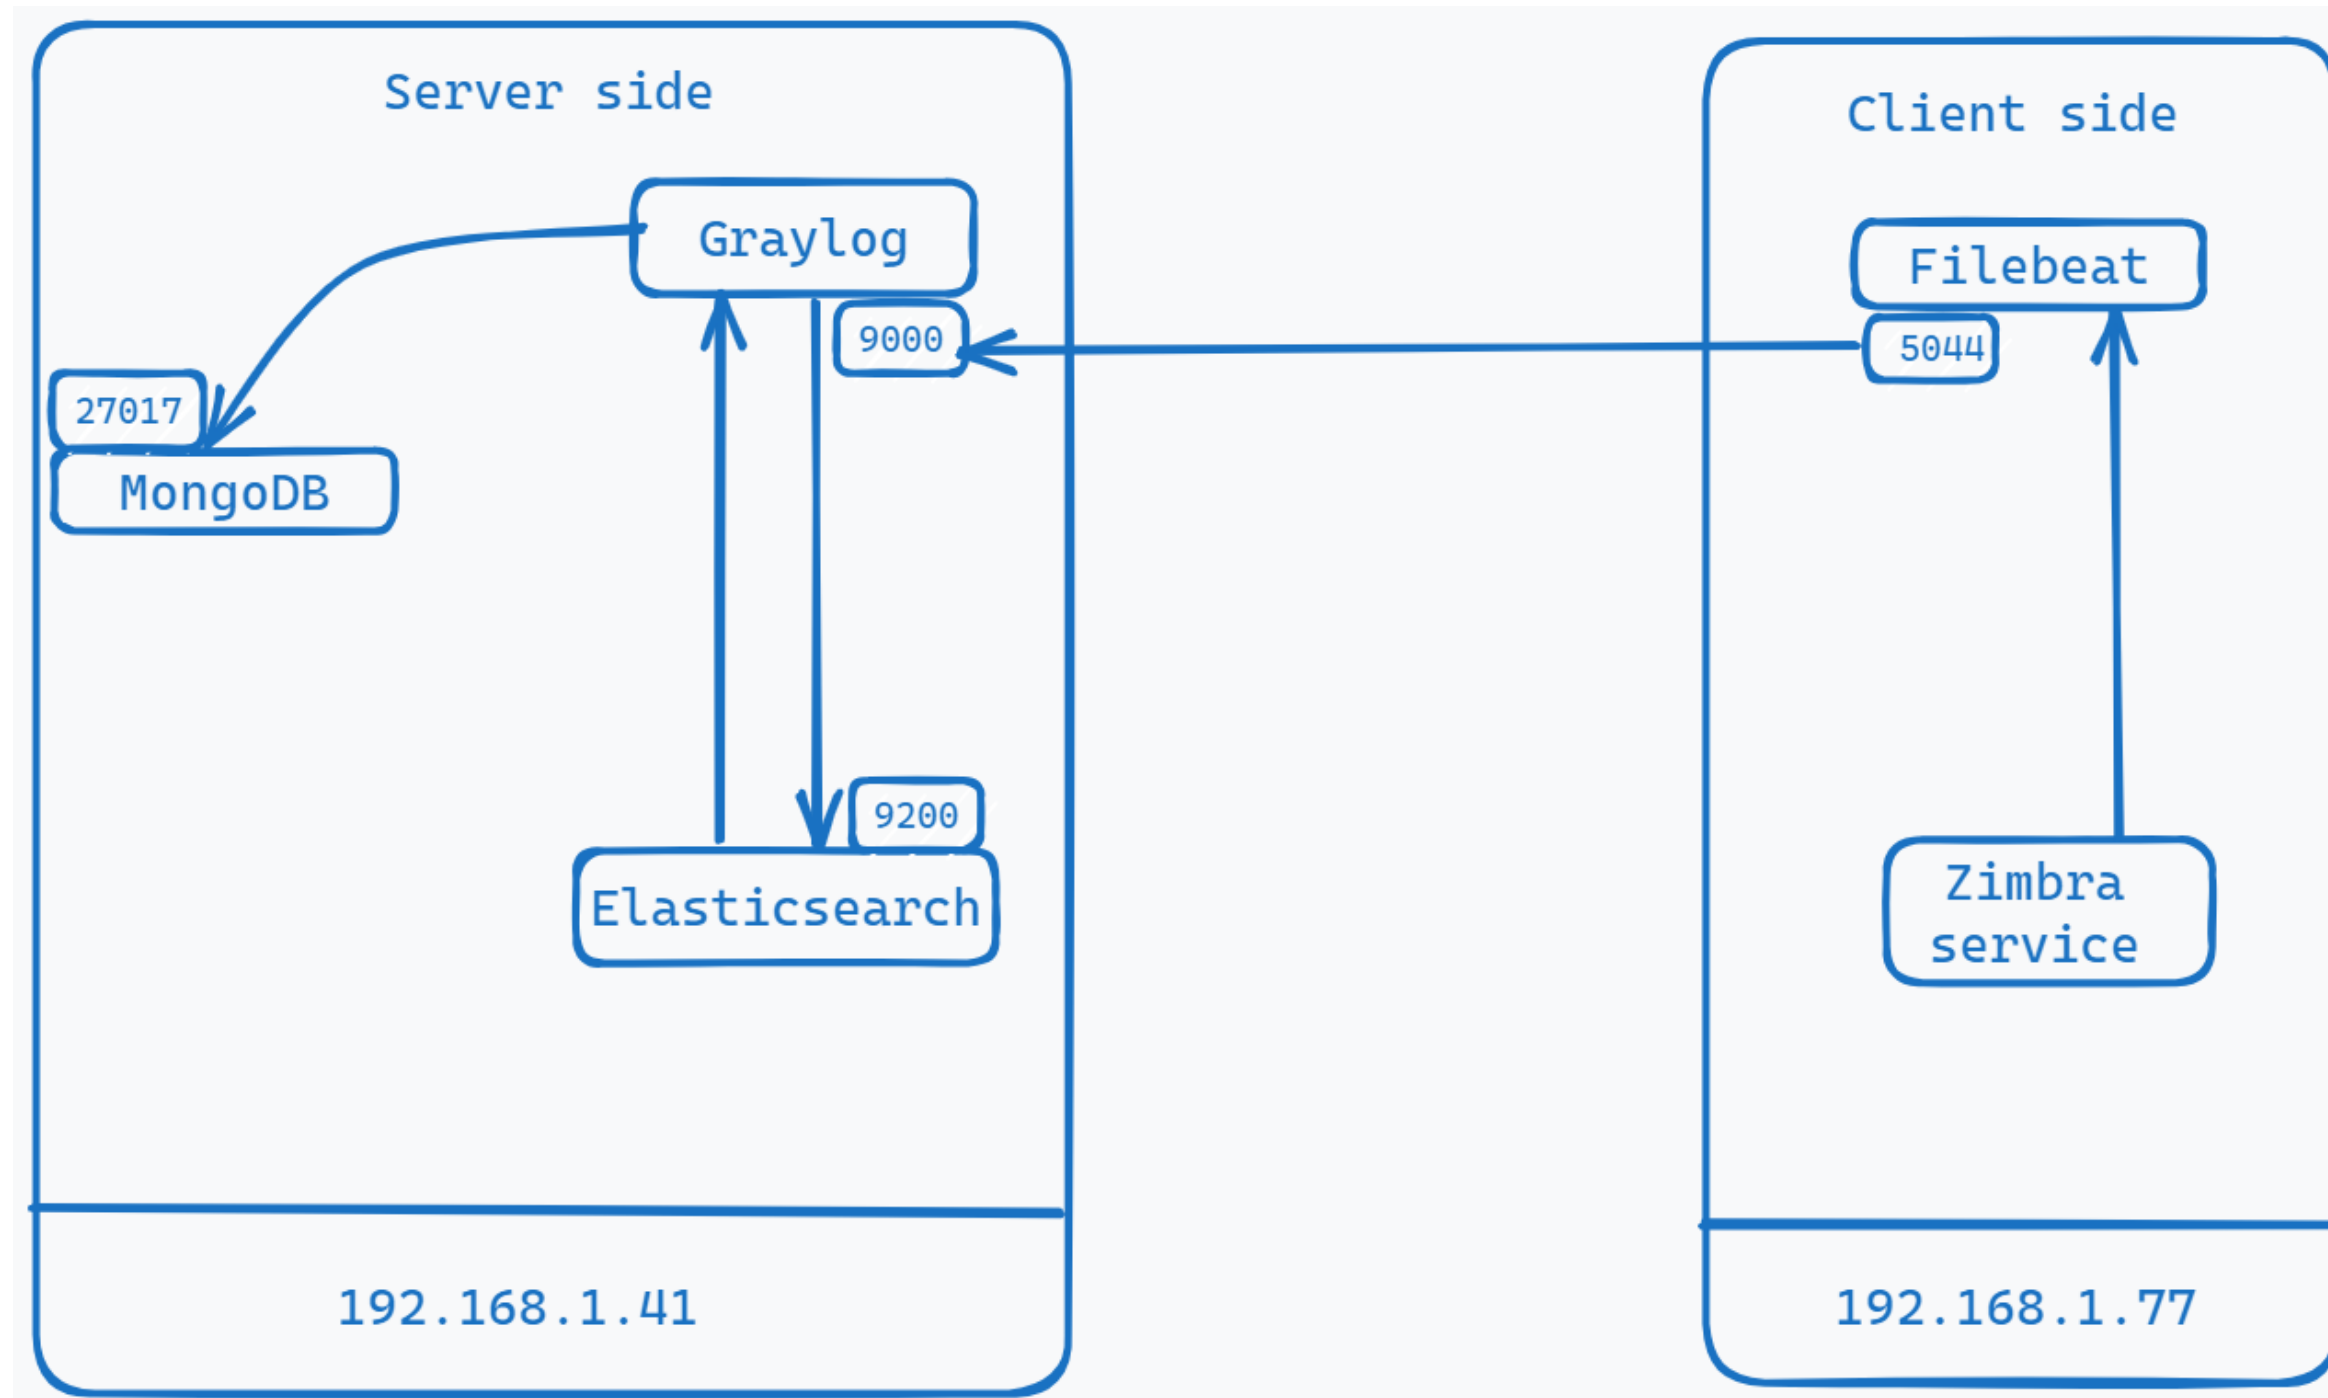 Server side
Graylog
9000
27017
MongoDB
9200
Elasticsearch
192.168.1.41
Client side
Filebeat
5044
Zimbra
service
192.168.1.77